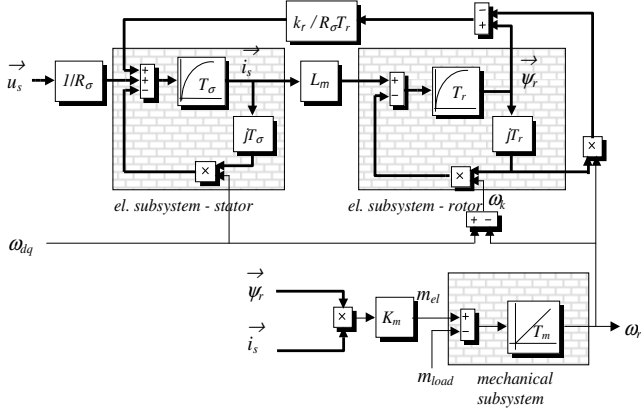 k_r / R_σT_r
−
+
u_s
1/R_σ
+
+
−
T_σ
i_s
L_m
+
−
T_r
ψ_r
jT_σ
jT_r
×
×
×
el. subsystem - stator
el. subsystem - rotor
ω_k
+ −
ω_dq
ψ_r
i_s
×
K_m
m_el
m_load
+
−
T_m
ω_r
mechanical
subsystem